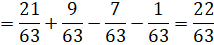 = 21/63 + 9/63 − 7/63 − 1/63 = 22/63